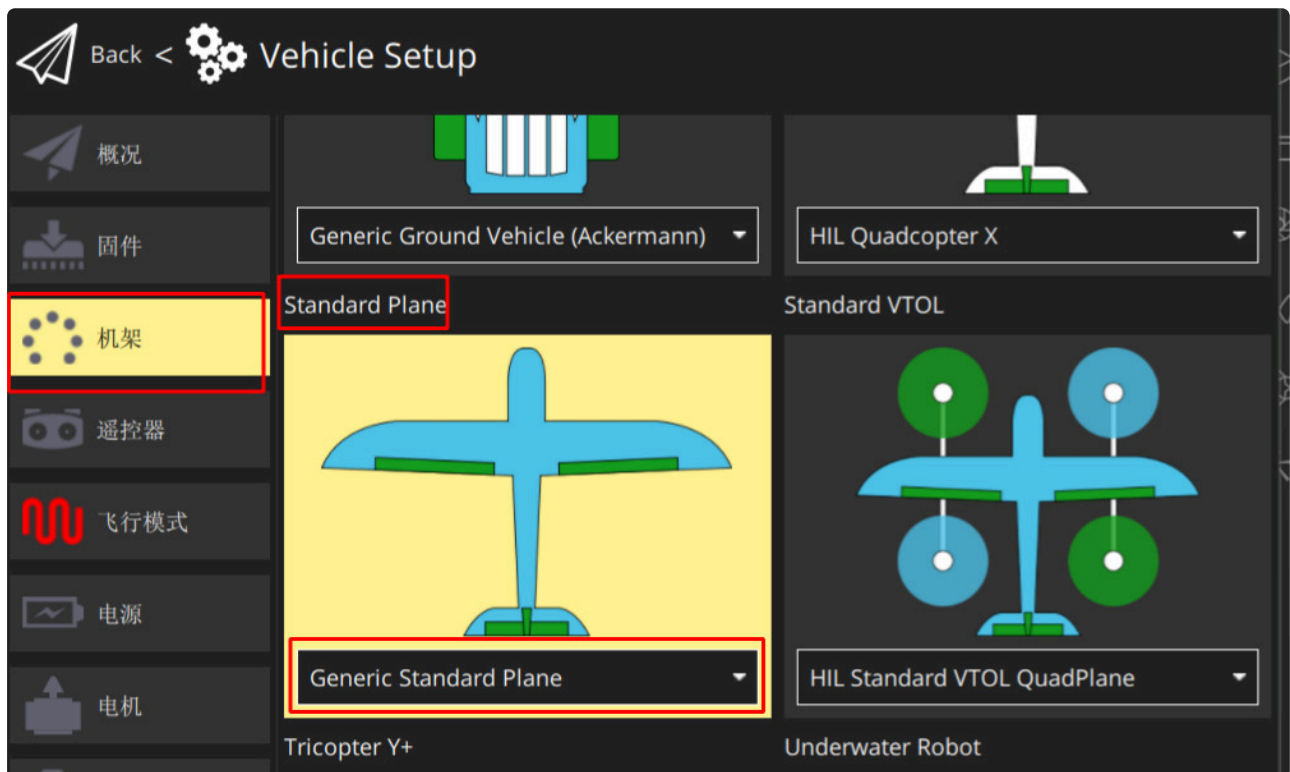 Back < Vehicle Setup
概况
固件
机架
遥控器
飞行模式
电源
电机
Generic Ground Vehicle (Ackermann)
HIL Quadcopter X
Standard Plane
Standard VTOL
Generic Standard Plane
HIL Standard VTOL QuadPlane
Tricopter Y+
Underwater Robot